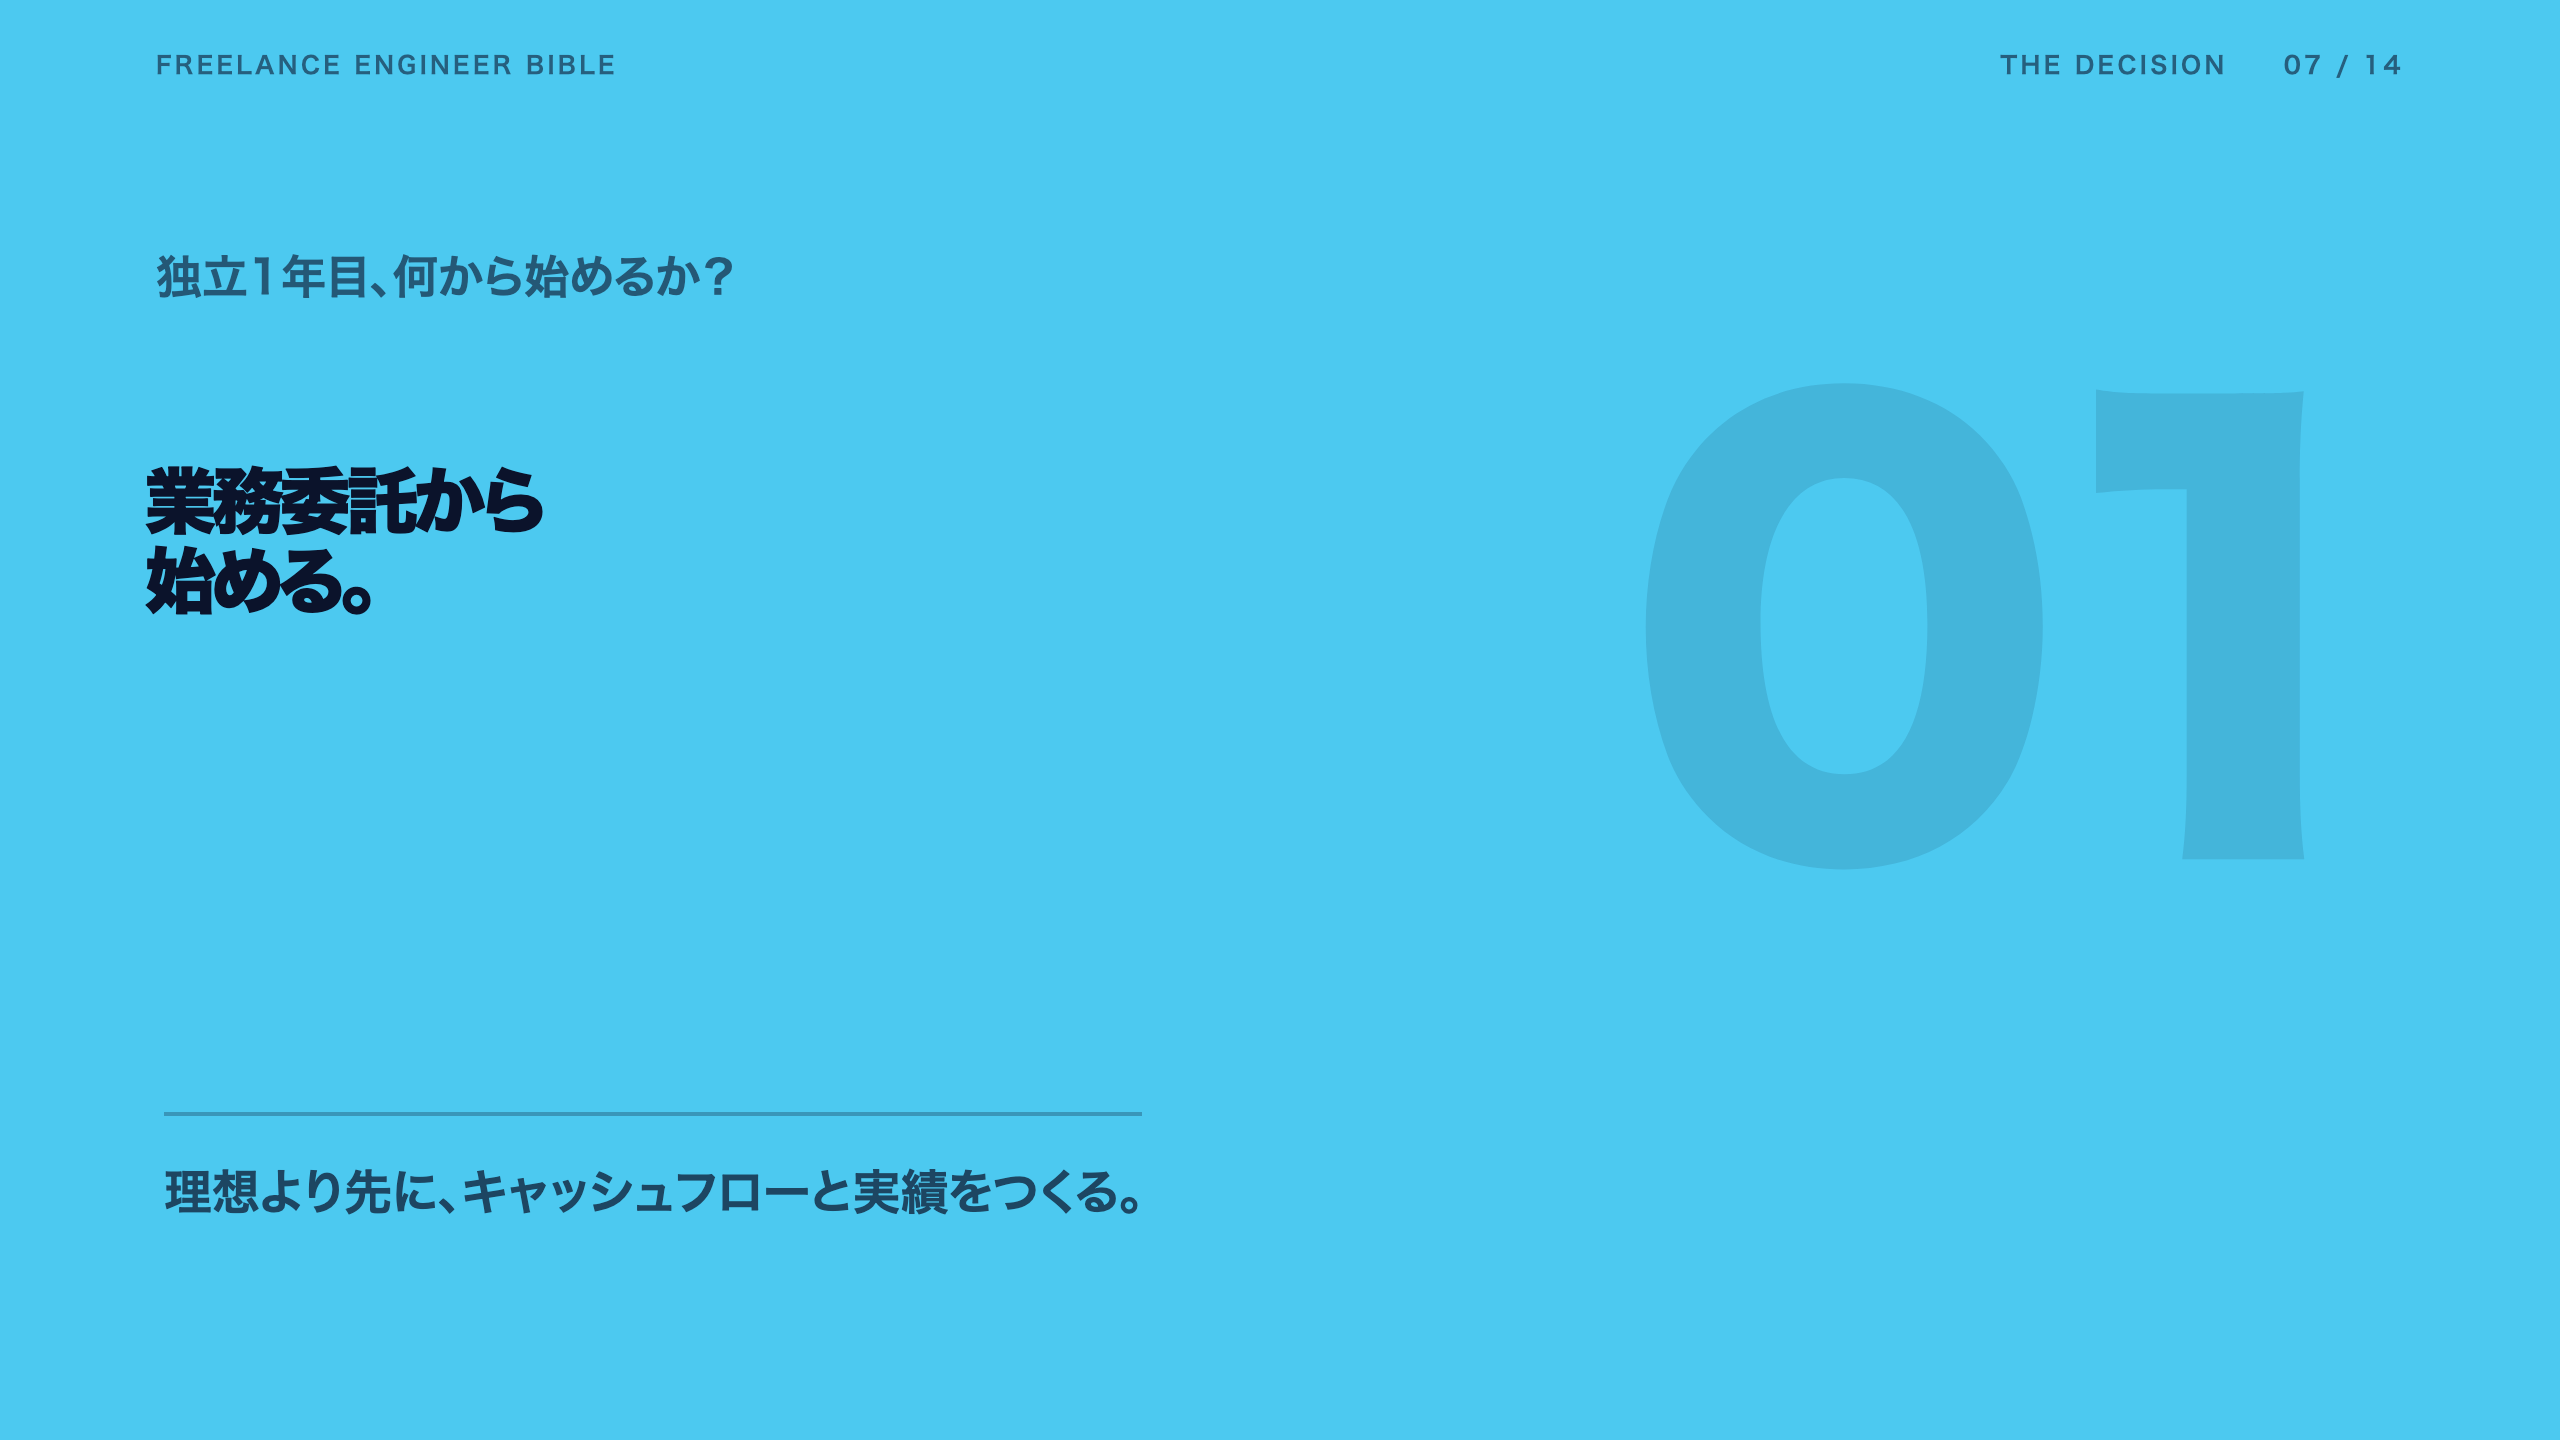 FREELANCE ENGINEER BIBLE
THE DECISION 07 / 14
独立1年目、何から始めるか？
業務委託から
始める。
01
理想より先に、キャッシュフローと実績をつくる。